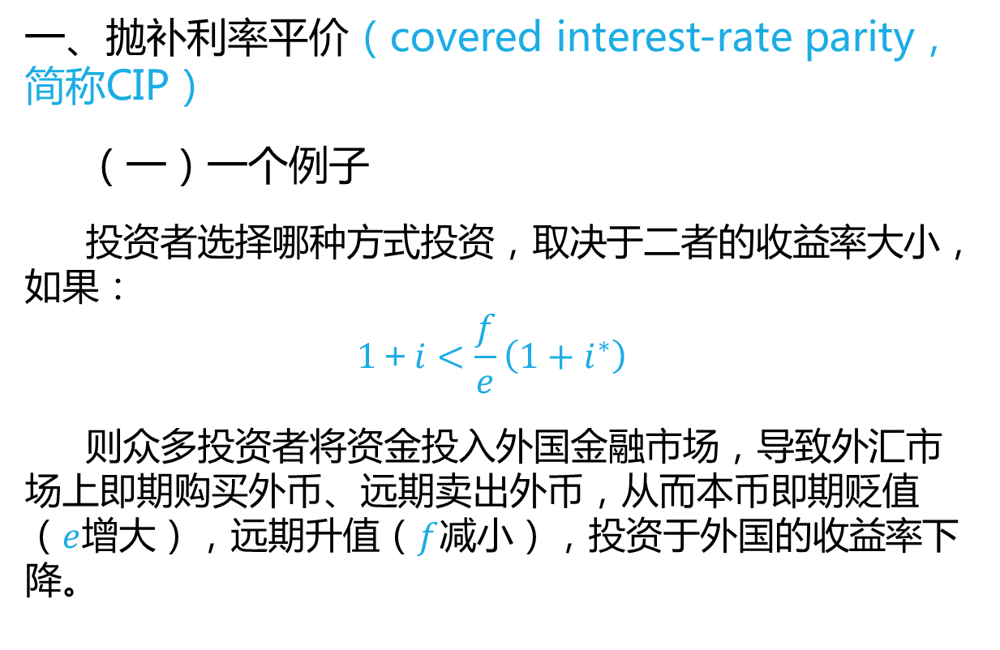 一、抛补利率平价（covered interest-rate parity，
简称CIP）
（一）一个例子
投资者选择哪种方式投资，取决于二者的收益率大小，
如果：
1 + i < f/e (1 + i*)
则众多投资者将资金投入外国金融市场，导致外汇市
场上即期购买外币、远期卖出外币，从而本币即期贬值
（e增大），远期升值（f减小），投资于外国的收益率下
降。